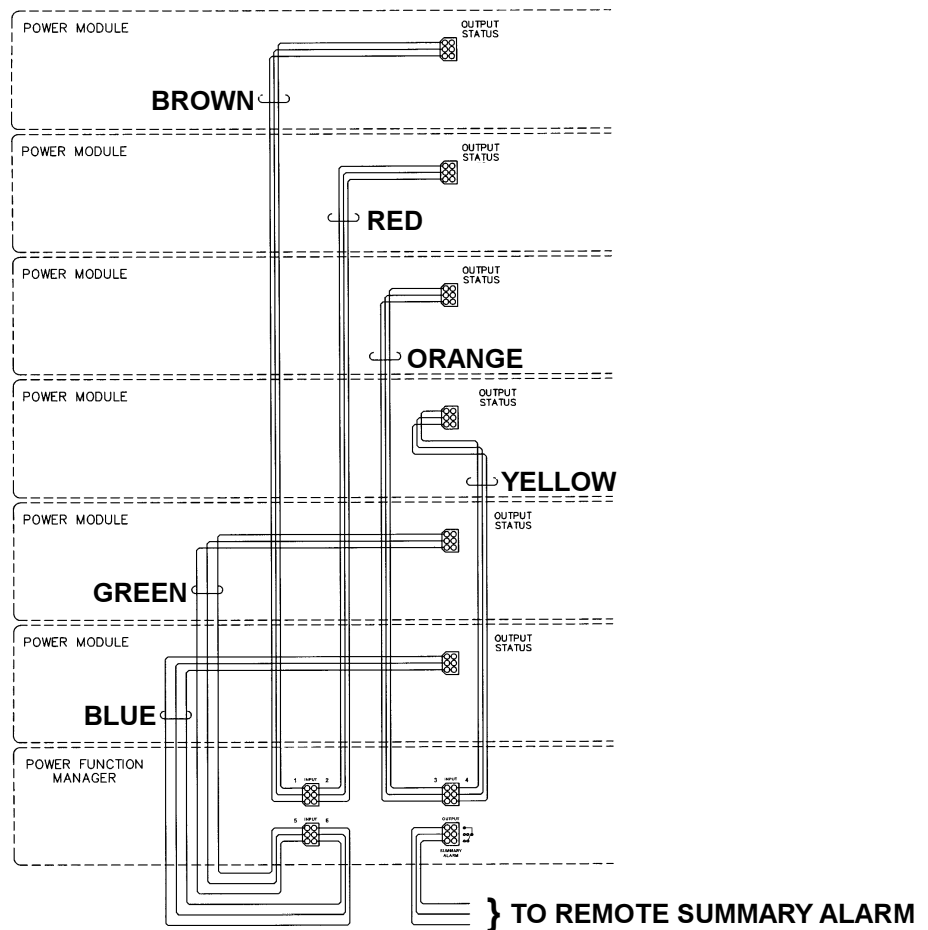 POWER MODULE
OUTPUT
STATUS
BROWN
POWER MODULE
OUTPUT
STATUS
RED
POWER MODULE
OUTPUT
STATUS
ORANGE
POWER MODULE
OUTPUT
STATUS
YELLOW
POWER MODULE
OUTPUT
STATUS
GREEN
POWER MODULE
OUTPUT
STATUS
BLUE
POWER FUNCTION
MANAGER
1 INPUT 2
3 INPUT 4
5 INPUT 6
OUTPUT
SUMMARY
ALARM
} TO REMOTE SUMMARY ALARM